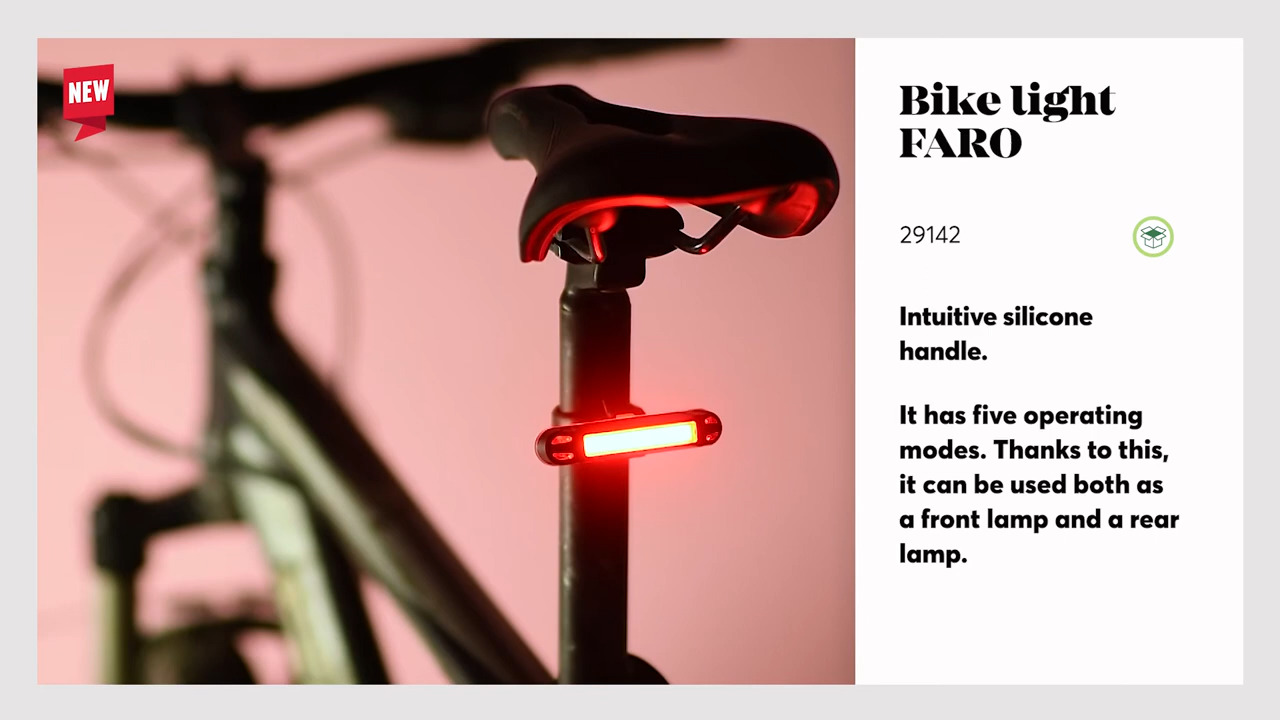 NEW
Bike light
FARO
29142
Intuitive silicone
handle.
It has five operating
modes. Thanks to this,
it can be used both as
a front lamp and a rear
lamp.